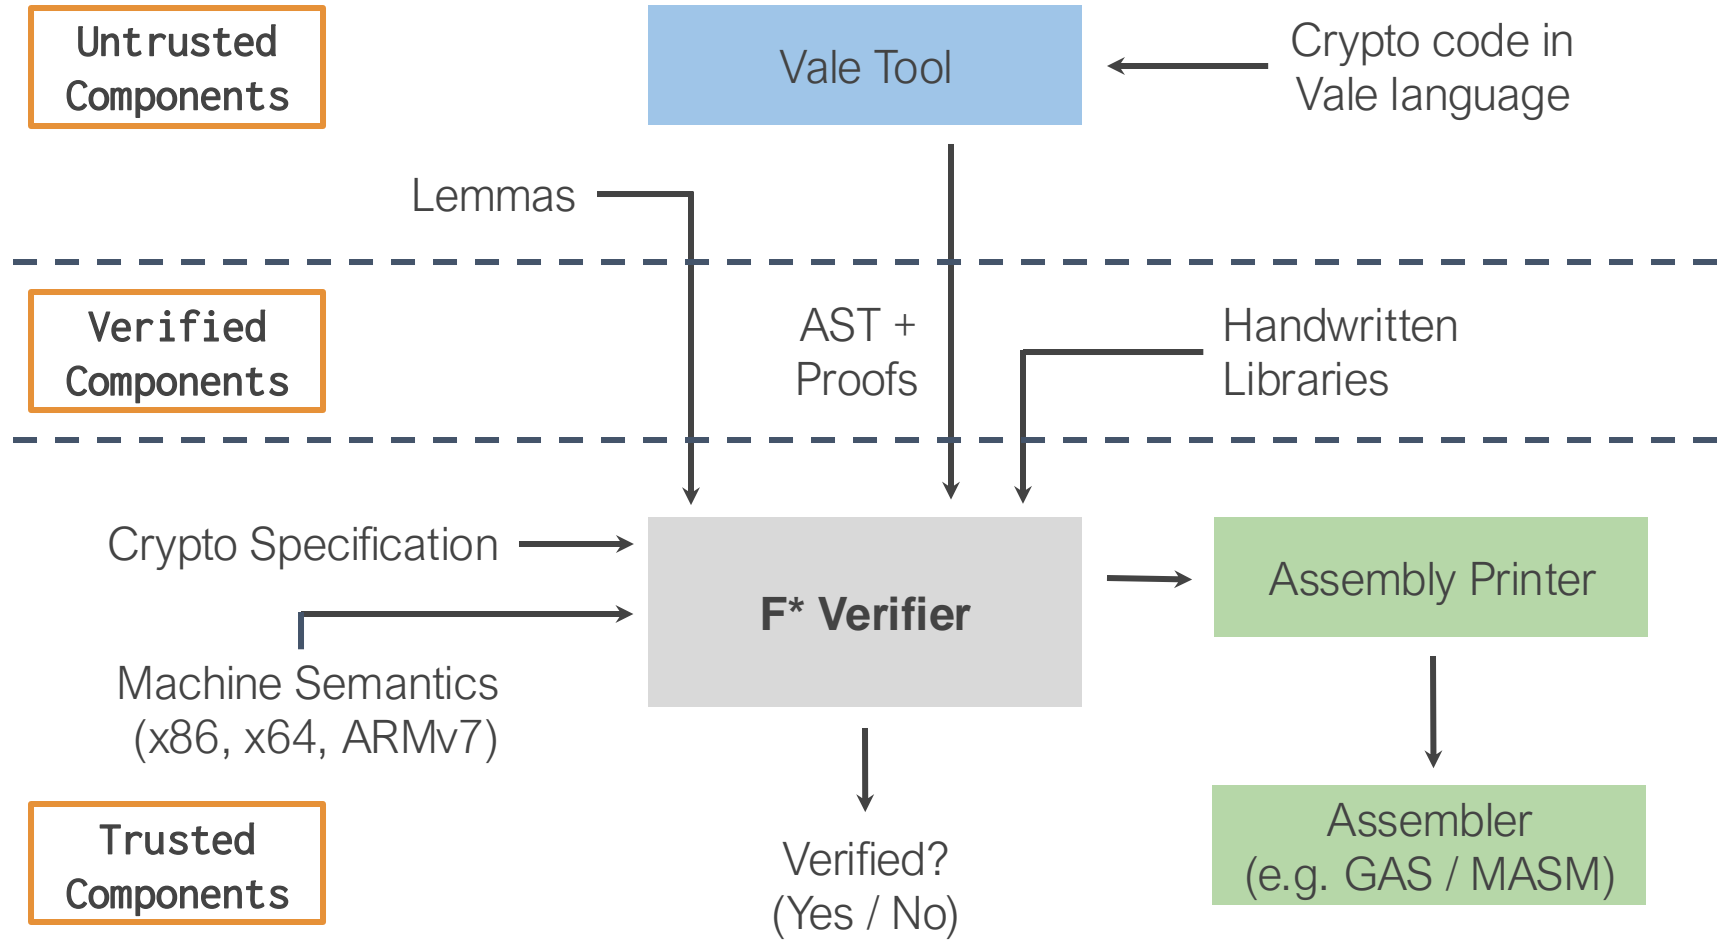 Untrusted
Components
Vale Tool
Crypto code in
Vale language
Lemmas
Verified
Components
AST +
Proofs
Handwritten
Libraries
Crypto Specification
F* Verifier
Assembly Printer
Machine Semantics
(x86, x64, ARMv7)
Trusted
Components
Verified?
(Yes / No)
Assembler
(e.g. GAS / MASM)